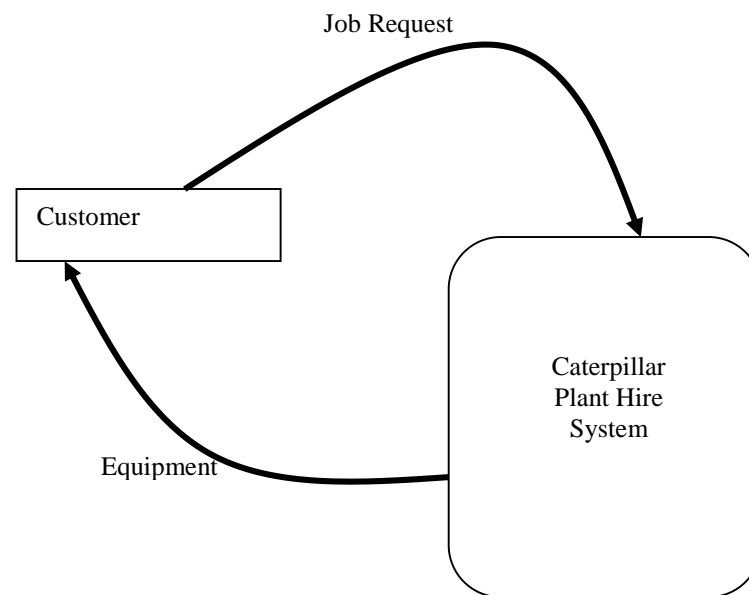 Job Request
Customer
Caterpillar
Plant Hire
System
Equipment